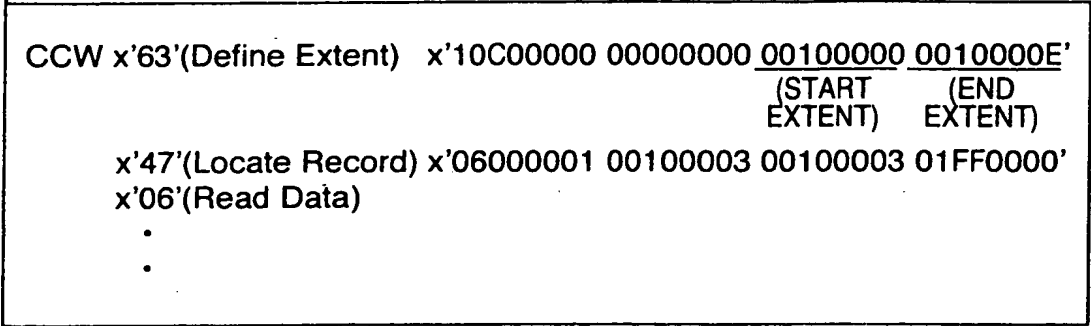 CCW x'63'(Define Extent) x'10C00000 00000000 00100000 0010000E'
(START EXTENT) (END EXTENT)
x'47'(Locate Record) x'06000001 00100003 00100003 01FF0000'
x'06'(Read Data)